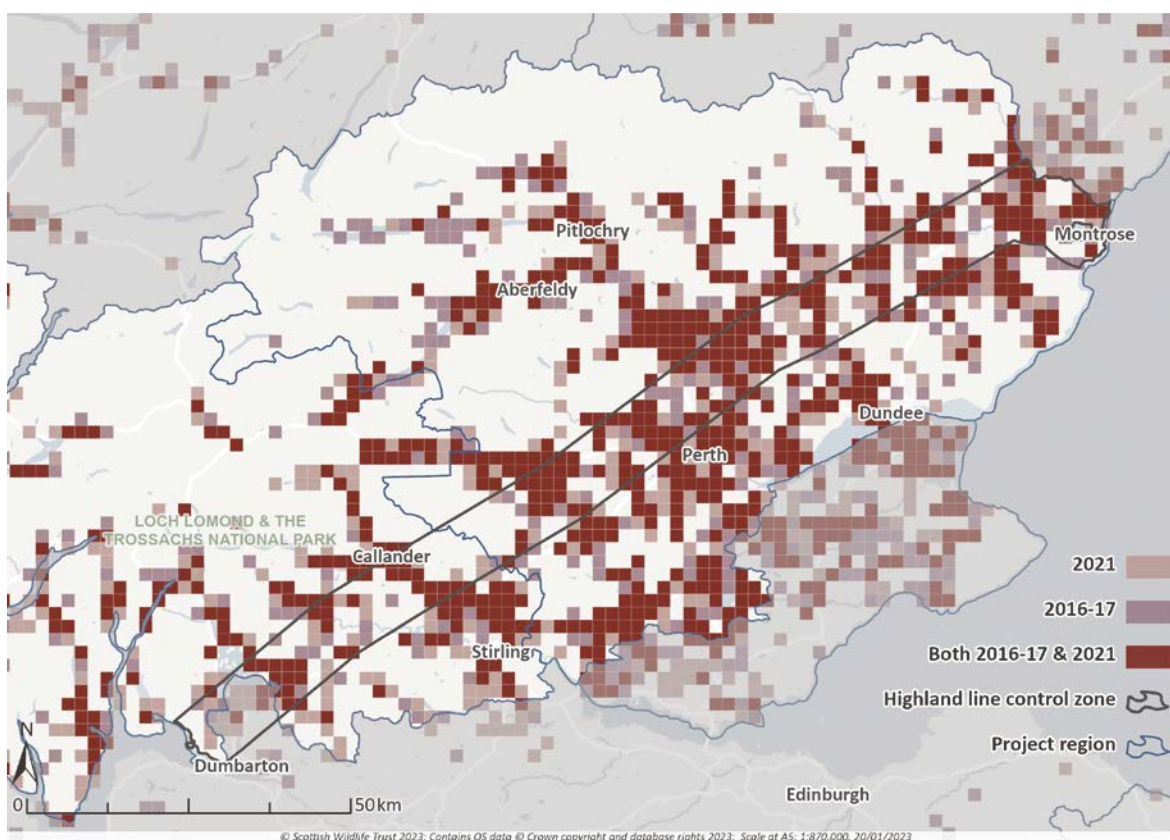 Pitlochry
Montrose
Aberfeldy
Dundee
Perth
LOCH LOMOND & THE
TROSSACHS NATIONAL PARK
Callander
2021
2016-17
Stirling
Both 2016-17 & 2021
Highland line control zone
N
Project region
Dumbarton
Edinburgh
0
50 km
© Scottish Wildlife Trust 2023: Contains OS data © Crown copyright and database rights 2023; Scale at A5: 1:870,000, 20/01/2023